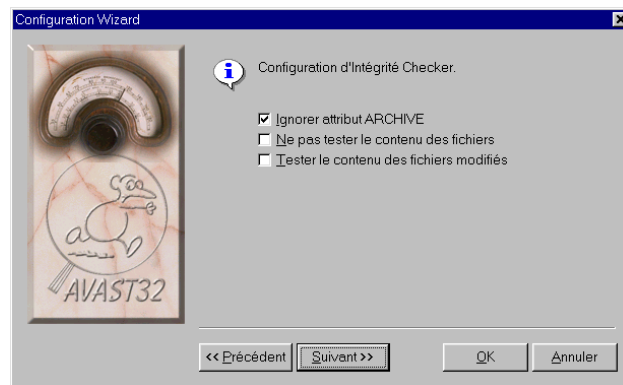 Configuration Wizard
Configuration d'Intégrité Checker.
Ignorer attribut ARCHIVE
Ne pas tester le contenu des fichiers
Tester le contenu des fichiers modifiés
AVAST32
<< Précédent
Suivant >>
OK
Annuler